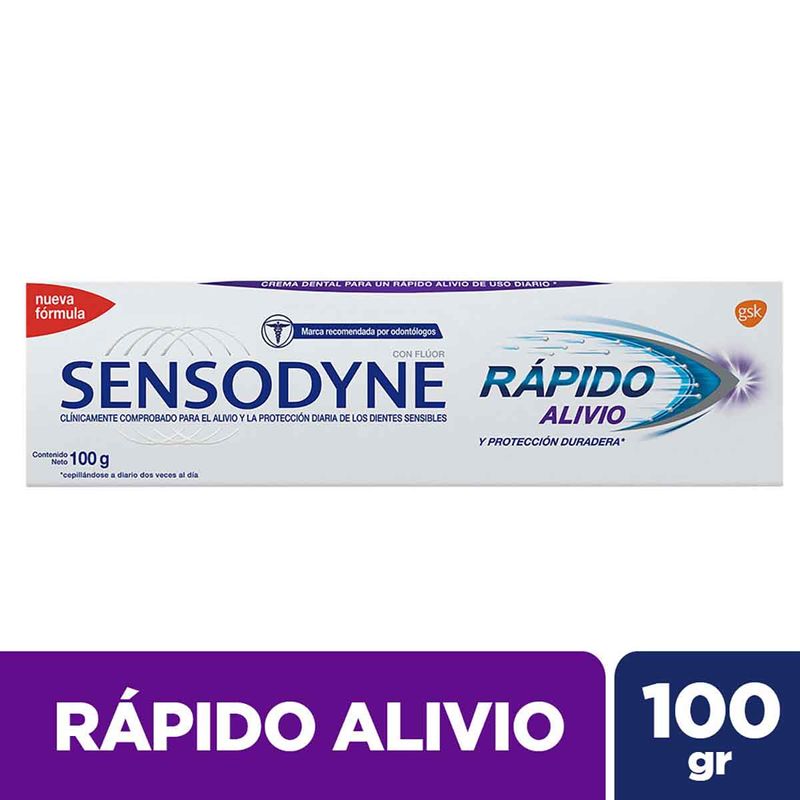 CREMA DENTAL PARA UN RÁPIDO ALIVIO DE USO DIARIO *
nueva
fórmula
gsk
Marca recomendada por odontólogos
CON FLÚOR
SENSODYNE
CLÍNICAMENTE COMPROBADO PARA EL ALIVIO Y LA PROTECCIÓN DIARIA DE LOS DIENTES SENSIBLES
RÁPIDO
ALIVIO
Y PROTECCIÓN DURADERA*
Contenido
Neto 100 g
*cepillándose a diario dos veces al día
RÁPIDO ALIVIO
100
gr